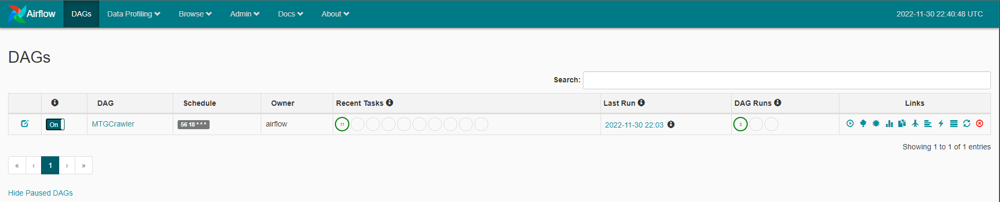 Airflow DAGs Data Profiling Browse Admin Docs About 2022-11-30 22:40:48 UTC
DAGs
Search:
DAG Schedule Owner Recent Tasks Last Run DAG Runs Links
On MTGCrawler 56 18 * * * airflow 11 2022-11-30 22:03 3
Showing 1 to 1 of 1 entries
« ‹ 1 › »
Hide Paused DAGs